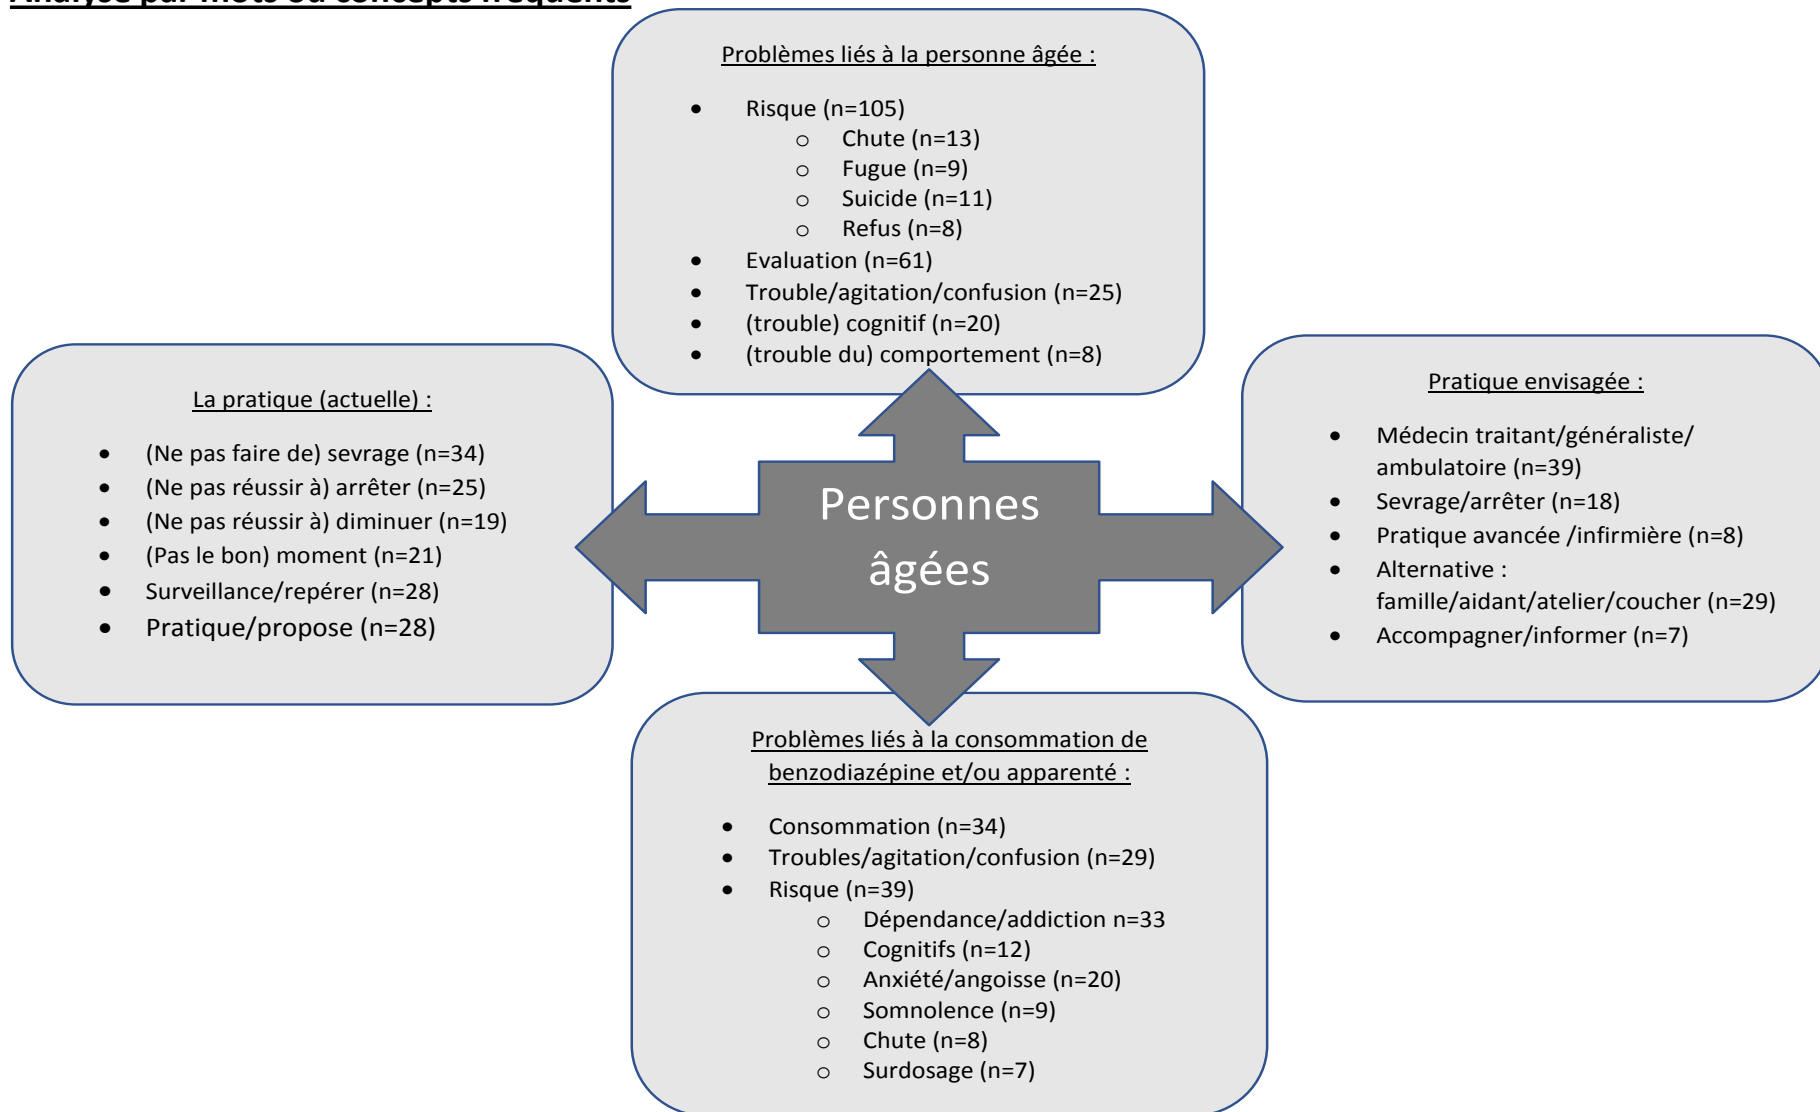 Analyse par mots ou concepts fréquents
Problèmes liés à la personne âgée :
• Risque (n=105)
o Chute (n=13)
o Fugue (n=9)
o Suicide (n=11)
o Refus (n=8)
• Evaluation (n=61)
• Trouble/agitation/confusion (n=25)
• (trouble) cognitif (n=20)
• (trouble du) comportement (n=8)
La pratique (actuelle) :
• (Ne pas faire de) sevrage (n=34)
• (Ne pas réussir à) arrêter (n=25)
• (Ne pas réussir à) diminuer (n=19)
• (Pas le bon) moment (n=21)
• Surveillance/repérer (n=28)
• Pratique/propose (n=28)
Personnes
âgées
Pratique envisagée :
• Médecin traitant/généraliste/
ambulatoire (n=39)
• Sevrage/arrêter (n=18)
• Pratique avancée /infirmière (n=8)
• Alternative :
famille/aidant/atelier/coucher (n=29)
• Accompagner/informer (n=7)
Problèmes liés à la consommation de
benzodiazépine et/ou apparenté :
• Consommation (n=34)
• Troubles/agitation/confusion (n=29)
• Risque (n=39)
o Dépendance/addiction n=33
o Cognitifs (n=12)
o Anxiété/angoisse (n=20)
o Somnolence (n=9)
o Chute (n=8)
o Surdosage (n=7)